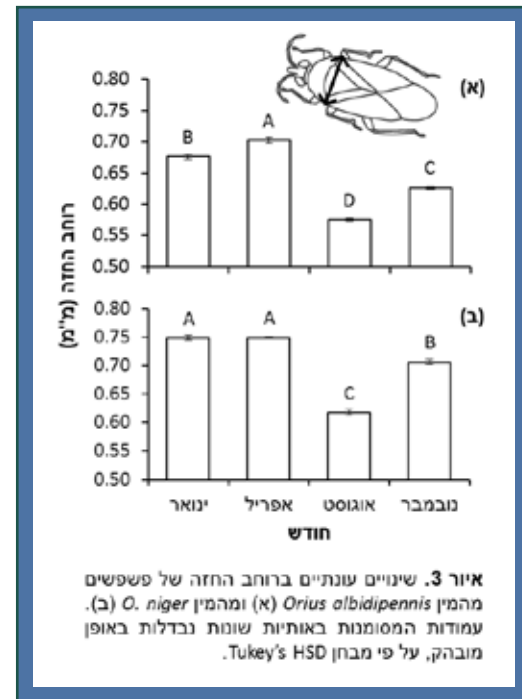 (א)
0.80
0.75
0.70
0.65
0.60
0.55
0.50
B
A
D
C
רוחב החזה (מ"מ)
(ב)
0.80
0.75
0.70
0.65
0.60
0.55
0.50
A
A
C
B
ינואר
אפריל
אוגוסט
נובמבר
חודש
איור 3. שינויים עונתיים ברוחב החזה של פשפשים
מהמין Orius albidipennis (א) ומהמין O. niger (ב).
עמודות המסומנות באותיות שונות נבדלות באופן
מובהק, על פי מבחן Tukey's HSD.